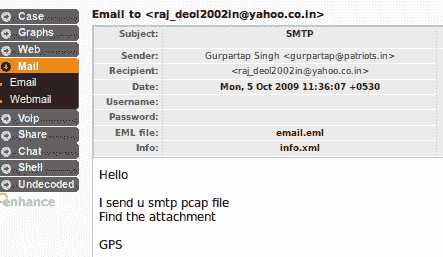 Case
Graphs
Web
Mail
Email
Webmail
Voip
Share
Chat
Shell
Undecoded
enhance
Email to <raj_deol2002in@yahoo.co.in>
Subject: SMTP
Sender: Gurpartap Singh <gurpartap@patriots.in>
Recipient: <raj_deol2002in@yahoo.co.in>
Date: Mon, 5 Oct 2009 11:36:07 +0530
Username:
Password:
EML file: email.eml
Info: info.xml
Hello
I send u smtp pcap file
Find the attachment
GPS